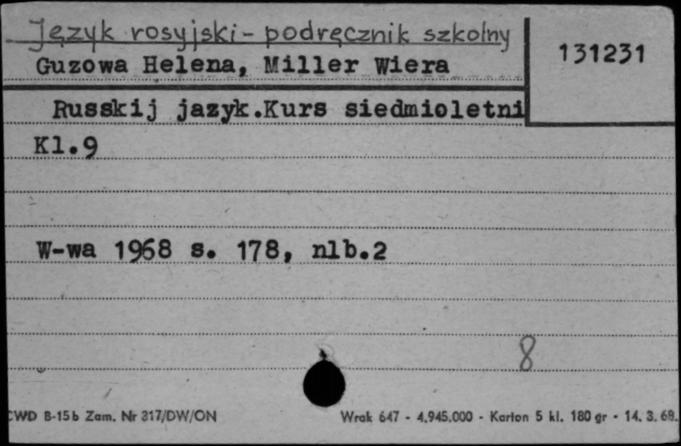 Język rosyjski - podręcznik szkolny
131231
Guzowa Helena, Miller Wiera
Russkij jazyk.Kurs siedmioletni
Kl.9
W-wa 1968 s. 178, nlb.2
8
CWD B-15b Zam. Nr 317/DW/ON
Wrak 647 - 4.945.000 - Karton 5 kl. 180 gr - 14. 3. 68.